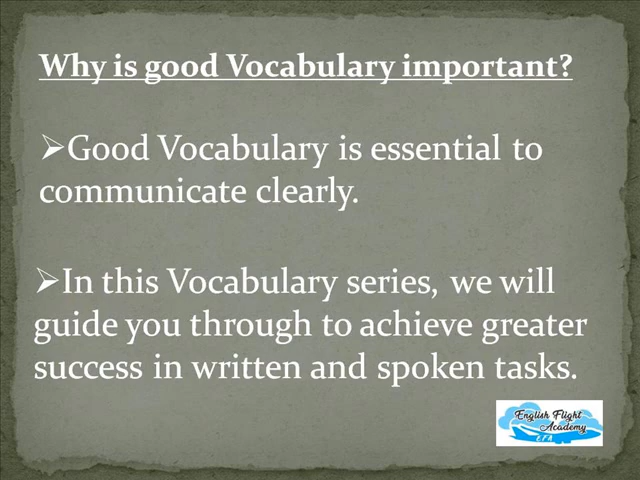 Why is good Vocabulary important?
➢Good Vocabulary is essential to
communicate clearly.
➢In this Vocabulary series, we will
guide you through to achieve greater
success in written and spoken tasks.
English Flight
Academy
E F A